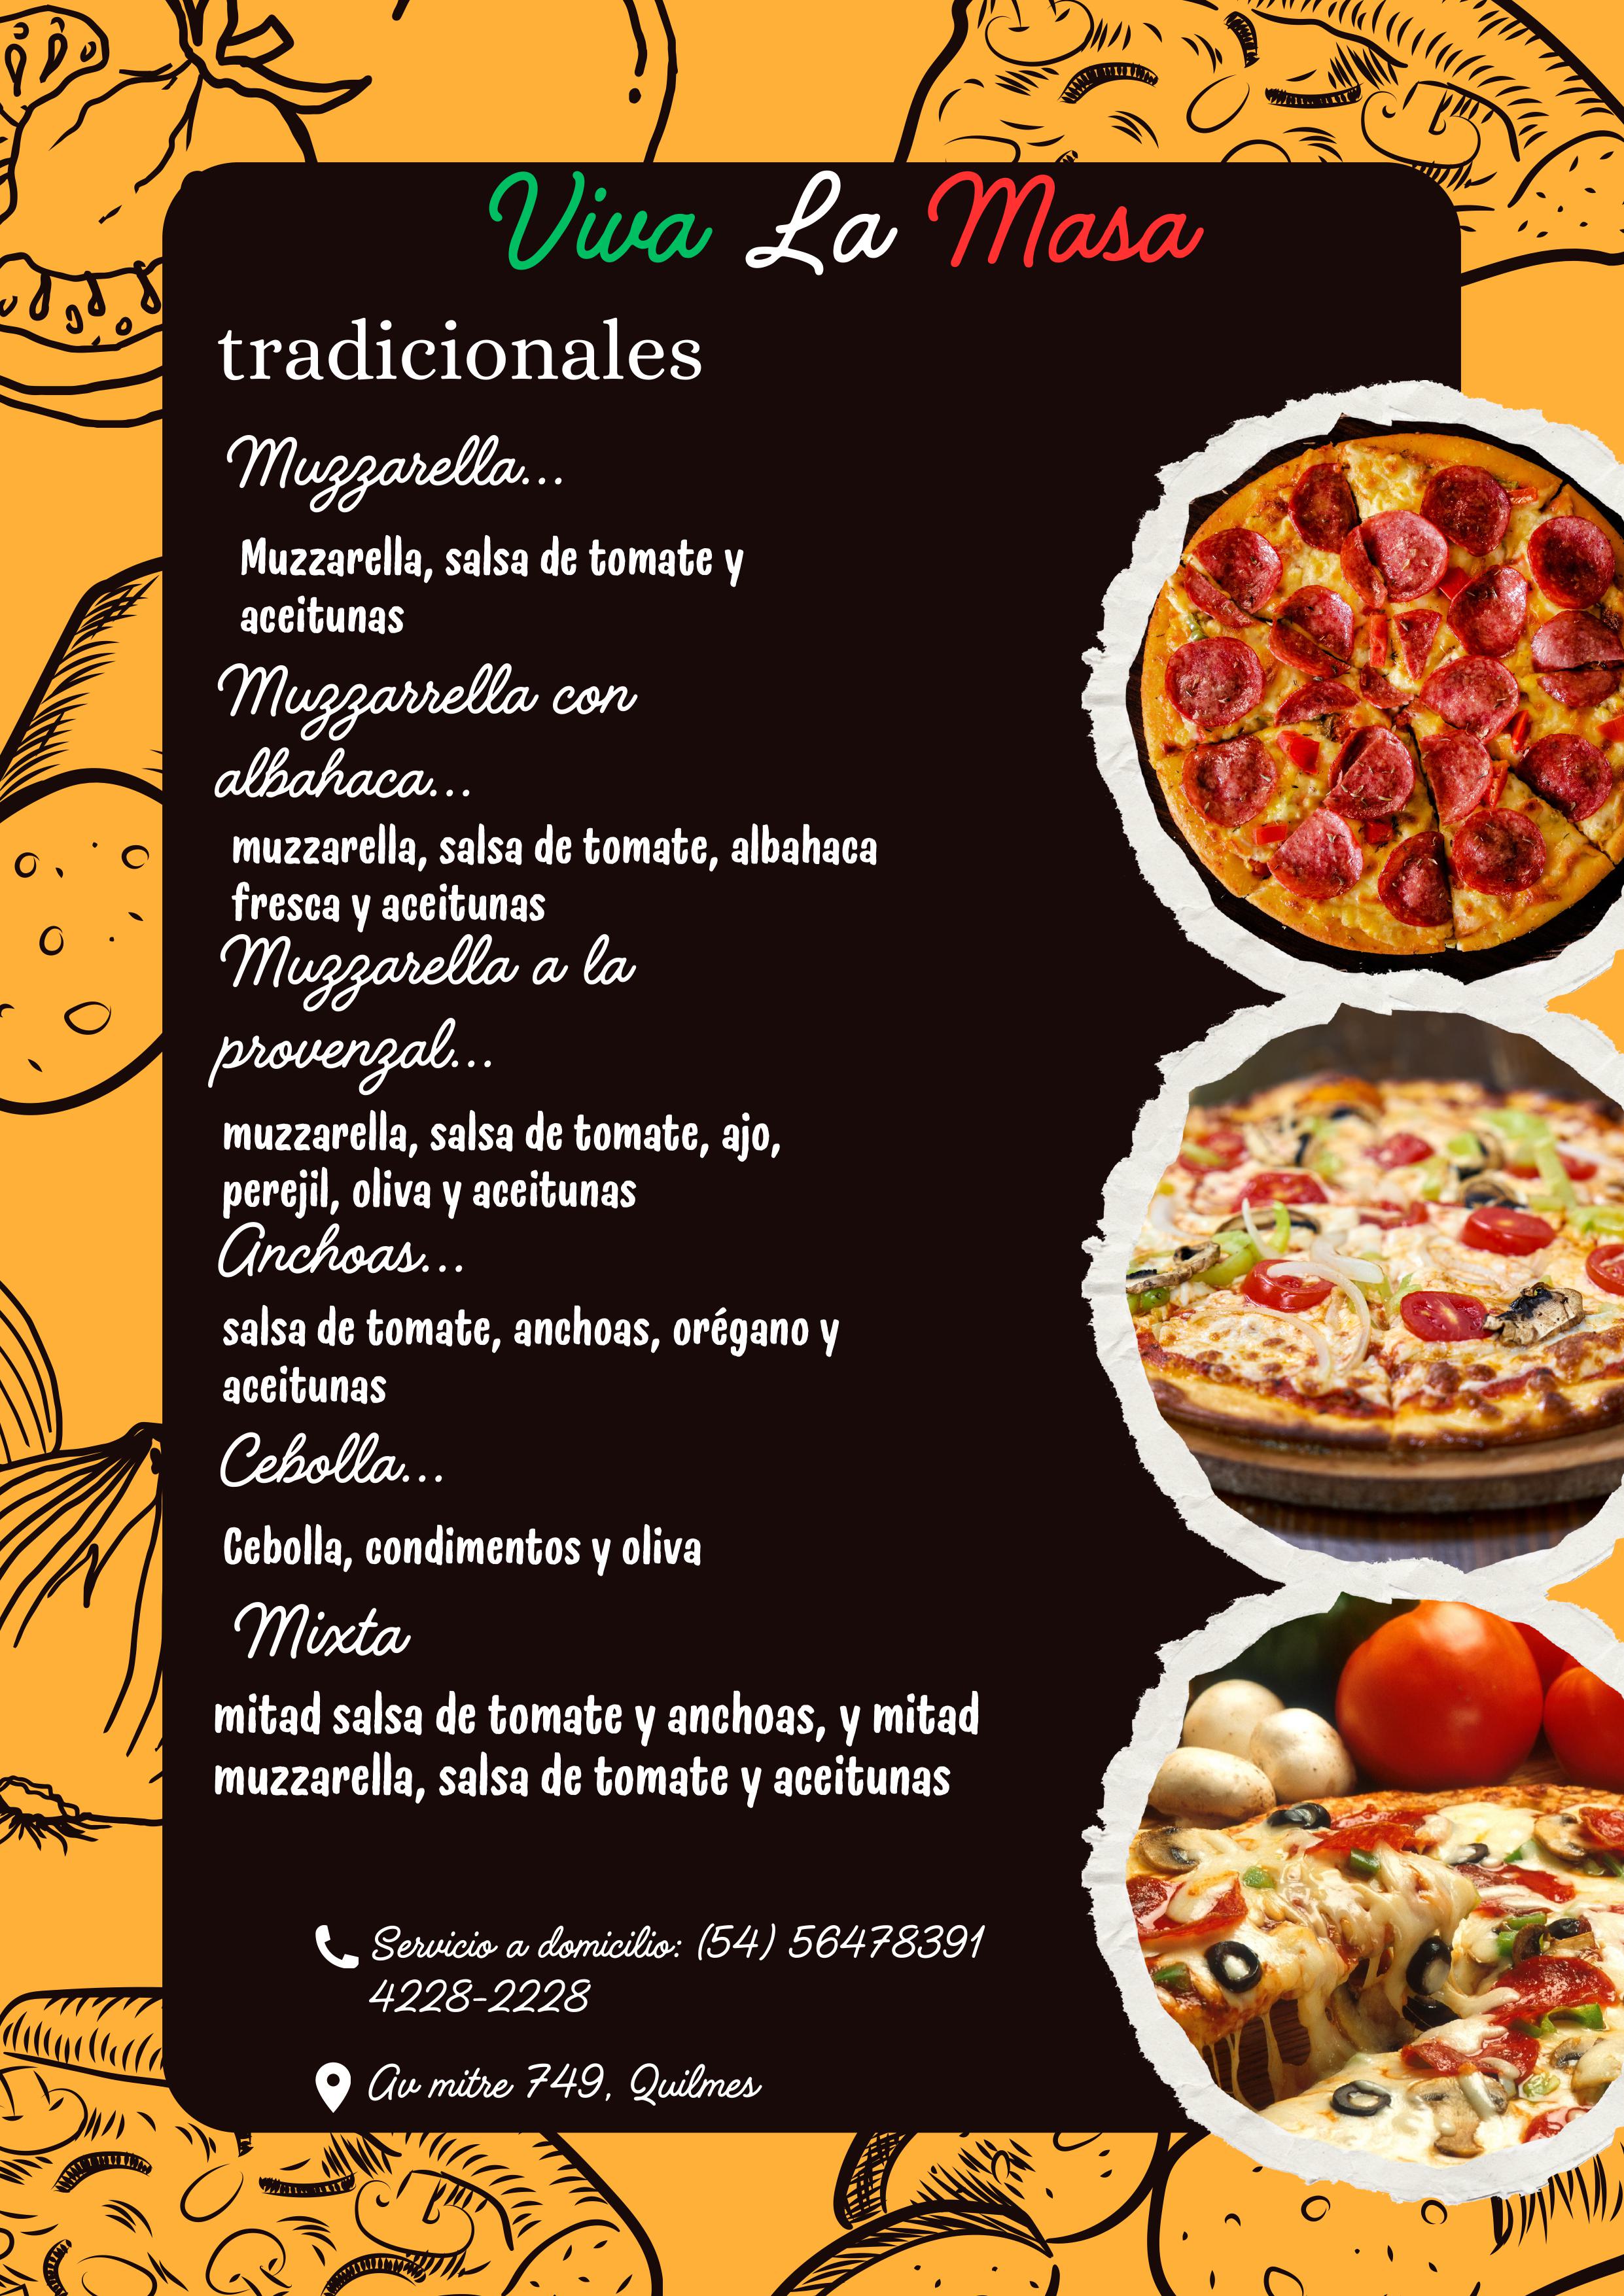 Viva La Masa
tradicionales
Muzzarella...
Muzzarella, salsa de tomate y
aceitunas
Muzzarrella con
albahaca...
muzzarella, salsa de tomate, albahaca
fresca y aceitunas
Muzzarella a la
provenzal...
muzzarella, salsa de tomate, ajo,
perejil, oliva y aceitunas
Anchoas...
salsa de tomate, anchoas, orégano y
aceitunas
Cebolla...
Cebolla, condimentos y oliva
Mixta
mitad salsa de tomate y anchoas, y mitad
muzzarella, salsa de tomate y aceitunas
Servicio a domicilio: (54) 56478391
4228-2228
Av mitre 749, Quilmes